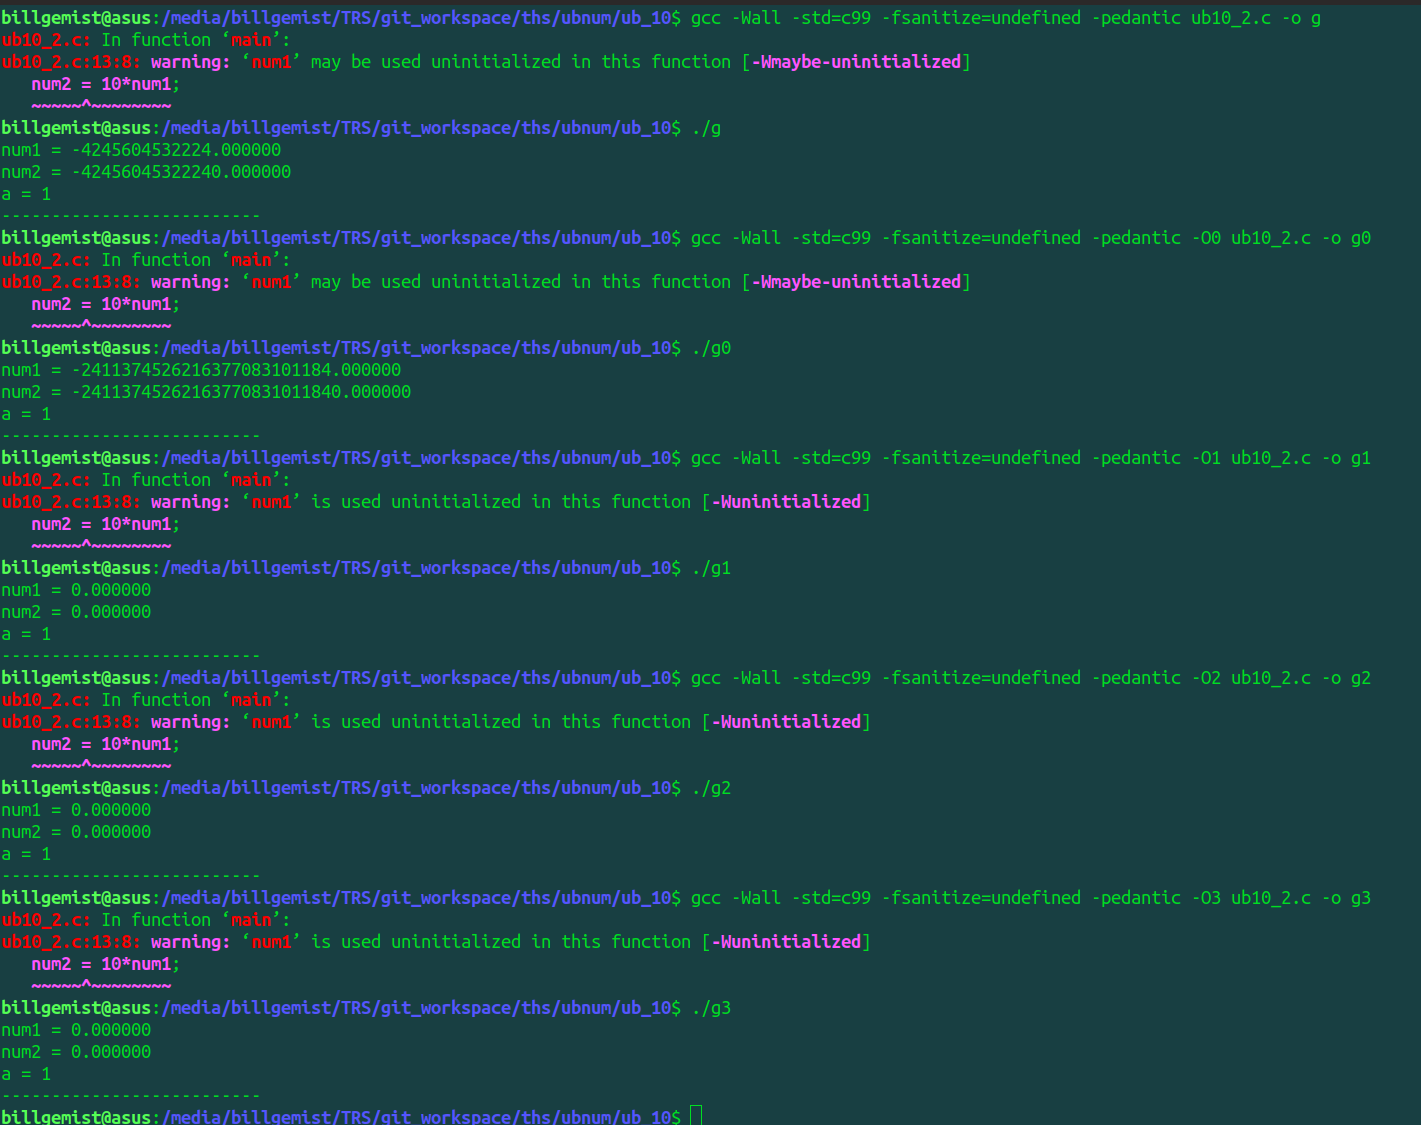 billgemist@asus:/media/billgemist/TRS/git_workspace/ths/ubnum/ub_10$ gcc -Wall -std=c99 -fsanitize=undefined -pedantic ub10_2.c -o g
ub10_2.c: In function ‘main’:
ub10_2.c:13:8: warning: ‘num1’ may be used uninitialized in this function [-Wmaybe-uninitialized]
   num2 = 10*num1;
   ~~~~~^~~~~~~~~
billgemist@asus:/media/billgemist/TRS/git_workspace/ths/ubnum/ub_10$ ./g
num1 = -4245604532224.000000
num2 = -42456045322240.000000
a = 1
--------------------------
billgemist@asus:/media/billgemist/TRS/git_workspace/ths/ubnum/ub_10$ gcc -Wall -std=c99 -fsanitize=undefined -pedantic -O0 ub10_2.c -o g0
ub10_2.c: In function ‘main’:
ub10_2.c:13:8: warning: ‘num1’ may be used uninitialized in this function [-Wmaybe-uninitialized]
   num2 = 10*num1;
   ~~~~~^~~~~~~~~
billgemist@asus:/media/billgemist/TRS/git_workspace/ths/ubnum/ub_10$ ./g0
num1 = -24113745262163770831​01184.000000
num2 = -241137452621637708310​11840.000000
a = 1
--------------------------
billgemist@asus:/media/billgemist/TRS/git_workspace/ths/ubnum/ub_10$ gcc -Wall -std=c99 -fsanitize=undefined -pedantic -O1 ub10_2.c -o g1
ub10_2.c: In function ‘main’:
ub10_2.c:13:8: warning: ‘num1’ is used uninitialized in this function [-Wuninitialized]
   num2 = 10*num1;
   ~~~~~^~~~~~~~~
billgemist@asus:/media/billgemist/TRS/git_workspace/ths/ubnum/ub_10$ ./g1
num1 = 0.000000
num2 = 0.000000
a = 1
--------------------------
billgemist@asus:/media/billgemist/TRS/git_workspace/ths/ubnum/ub_10$ gcc -Wall -std=c99 -fsanitize=undefined -pedantic -O2 ub10_2.c -o g2
ub10_2.c: In function ‘main’:
ub10_2.c:13:8: warning: ‘num1’ is used uninitialized in this function [-Wuninitialized]
   num2 = 10*num1;
   ~~~~~^~~~~~~~~
billgemist@asus:/media/billgemist/TRS/git_workspace/ths/ubnum/ub_10$ ./g2
num1 = 0.000000
num2 = 0.000000
a = 1
--------------------------
billgemist@asus:/media/billgemist/TRS/git_workspace/ths/ubnum/ub_10$ gcc -Wall -std=c99 -fsanitize=undefined -pedantic -O3 ub10_2.c -o g3
ub10_2.c: In function ‘main’:
ub10_2.c:13:8: warning: ‘num1’ is used uninitialized in this function [-Wuninitialized]
   num2 = 10*num1;
   ~~~~~^~~~~~~~~
billgemist@asus:/media/billgemist/TRS/git_workspace/ths/ubnum/ub_10$ ./g3
num1 = 0.000000
num2 = 0.000000
a = 1
--------------------------
billgemist@asus:/media/billgemist/TRS/git_workspace/ths/ubnum/ub_10$